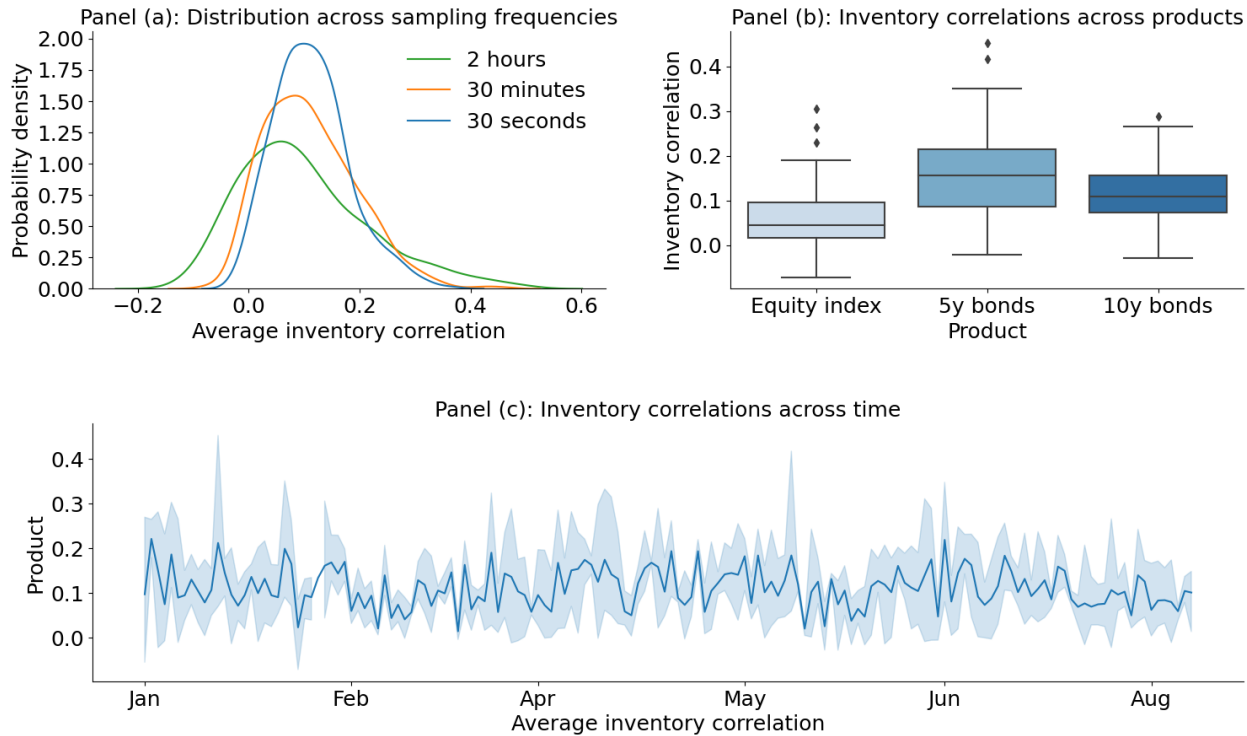 Panel (a): Distribution across sampling frequencies
2.00
1.75
1.50
1.25
1.00
0.75
0.50
0.25
0.00
Probability density
2 hours
30 minutes
30 seconds
−0.2 0.0 0.2 0.4 0.6
Average inventory correlation
Panel (b): Inventory correlations across products
0.4
0.3
0.2
0.1
0.0
Inventory correlation
Equity index 5y bonds 10y bonds
Product
Panel (c): Inventory correlations across time
0.4
0.3
0.2
0.1
0.0
Product
Jan Feb Apr May Jun Aug
Average inventory correlation